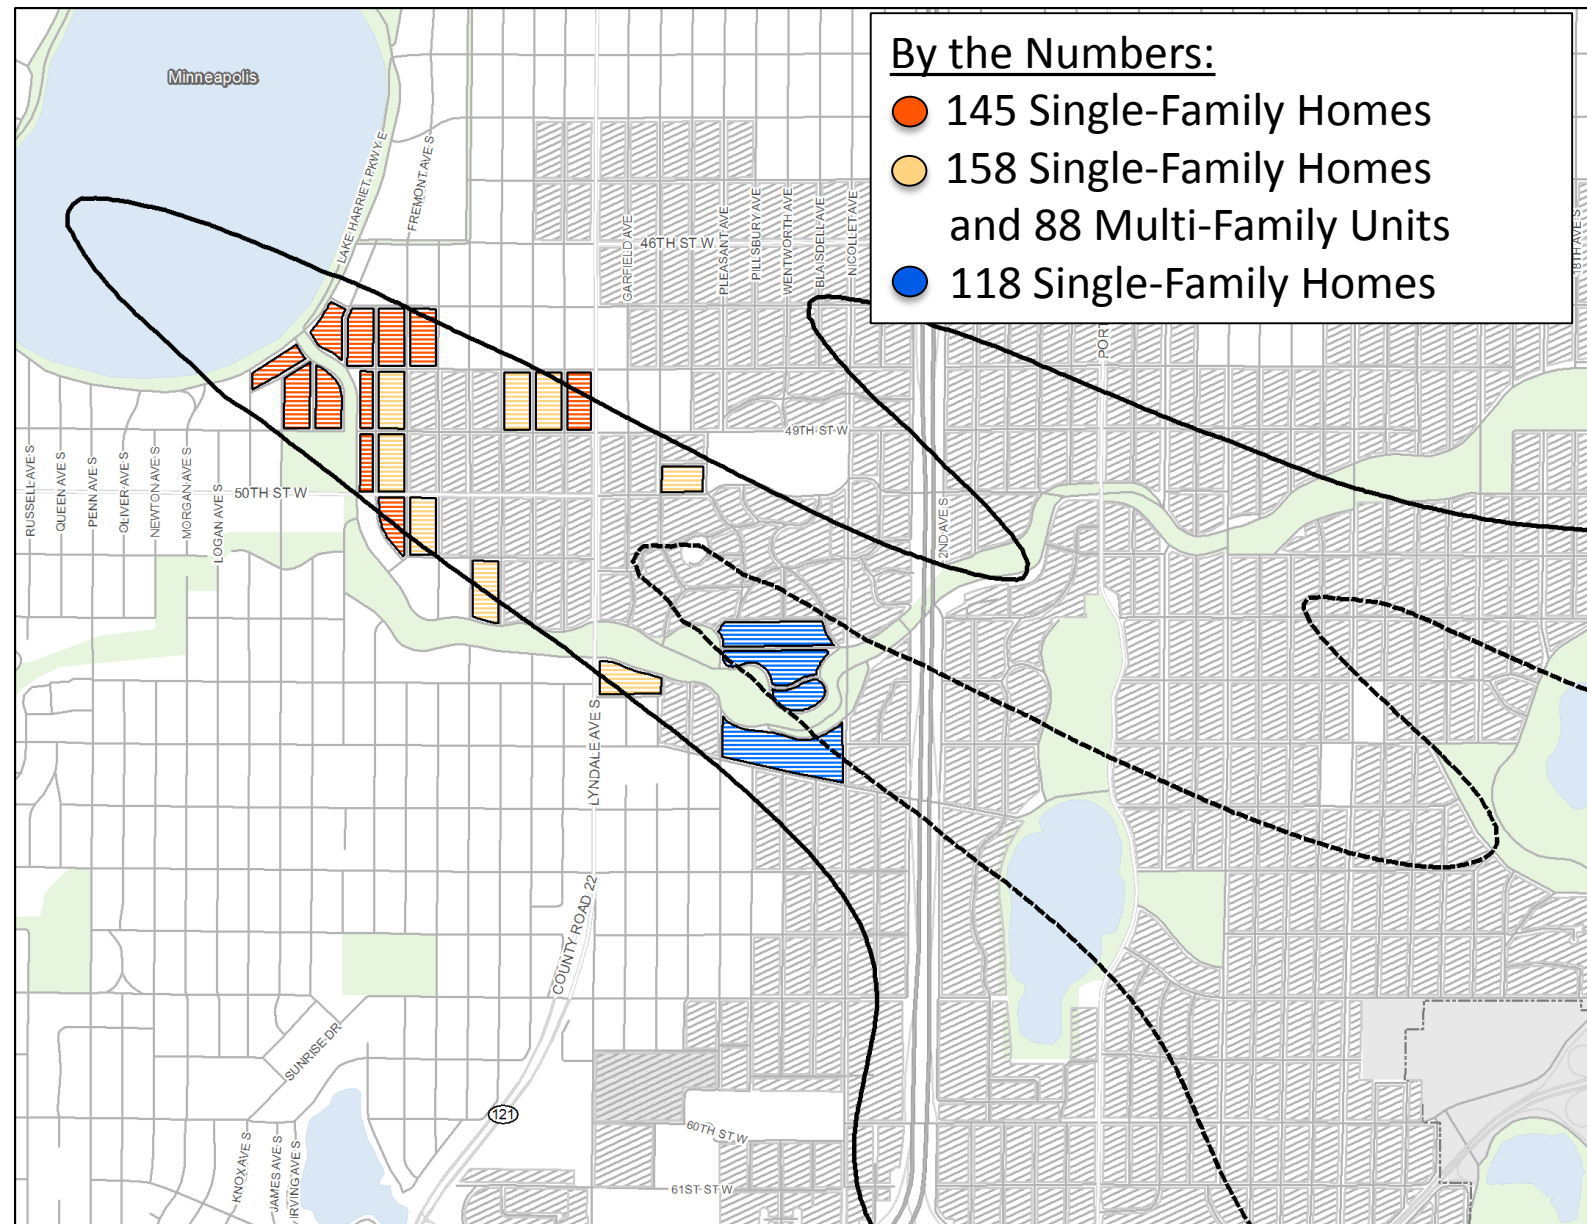 By the Numbers:
145 Single-Family Homes
158 Single-Family Homes
and 88 Multi-Family Units
118 Single-Family Homes
Minneapolis
LAKE HARRIET PKWY E
FREMONT AVE S
GARFIELD AVE
46TH ST W
PLEASANT AVE
PILLSBURY AVE
WENTWORTH AVE
BLAISDELL AVE
NICOLLET AVE
18TH AVE S
PORT
49TH ST W
RUSSELL AVE S
QUEEN AVE S
PENN AVE S
OLIVER AVE S
NEWTON AVE S
MORGAN AVE S
LOGAN AVE S
50TH ST W
2ND AVE S
LYNDALE AVE S
COUNTY ROAD 22
SUNRISE DR
121
60TH ST W
KNOX AVE S
JAMES AVE S
IRVING AVE S
61ST ST W